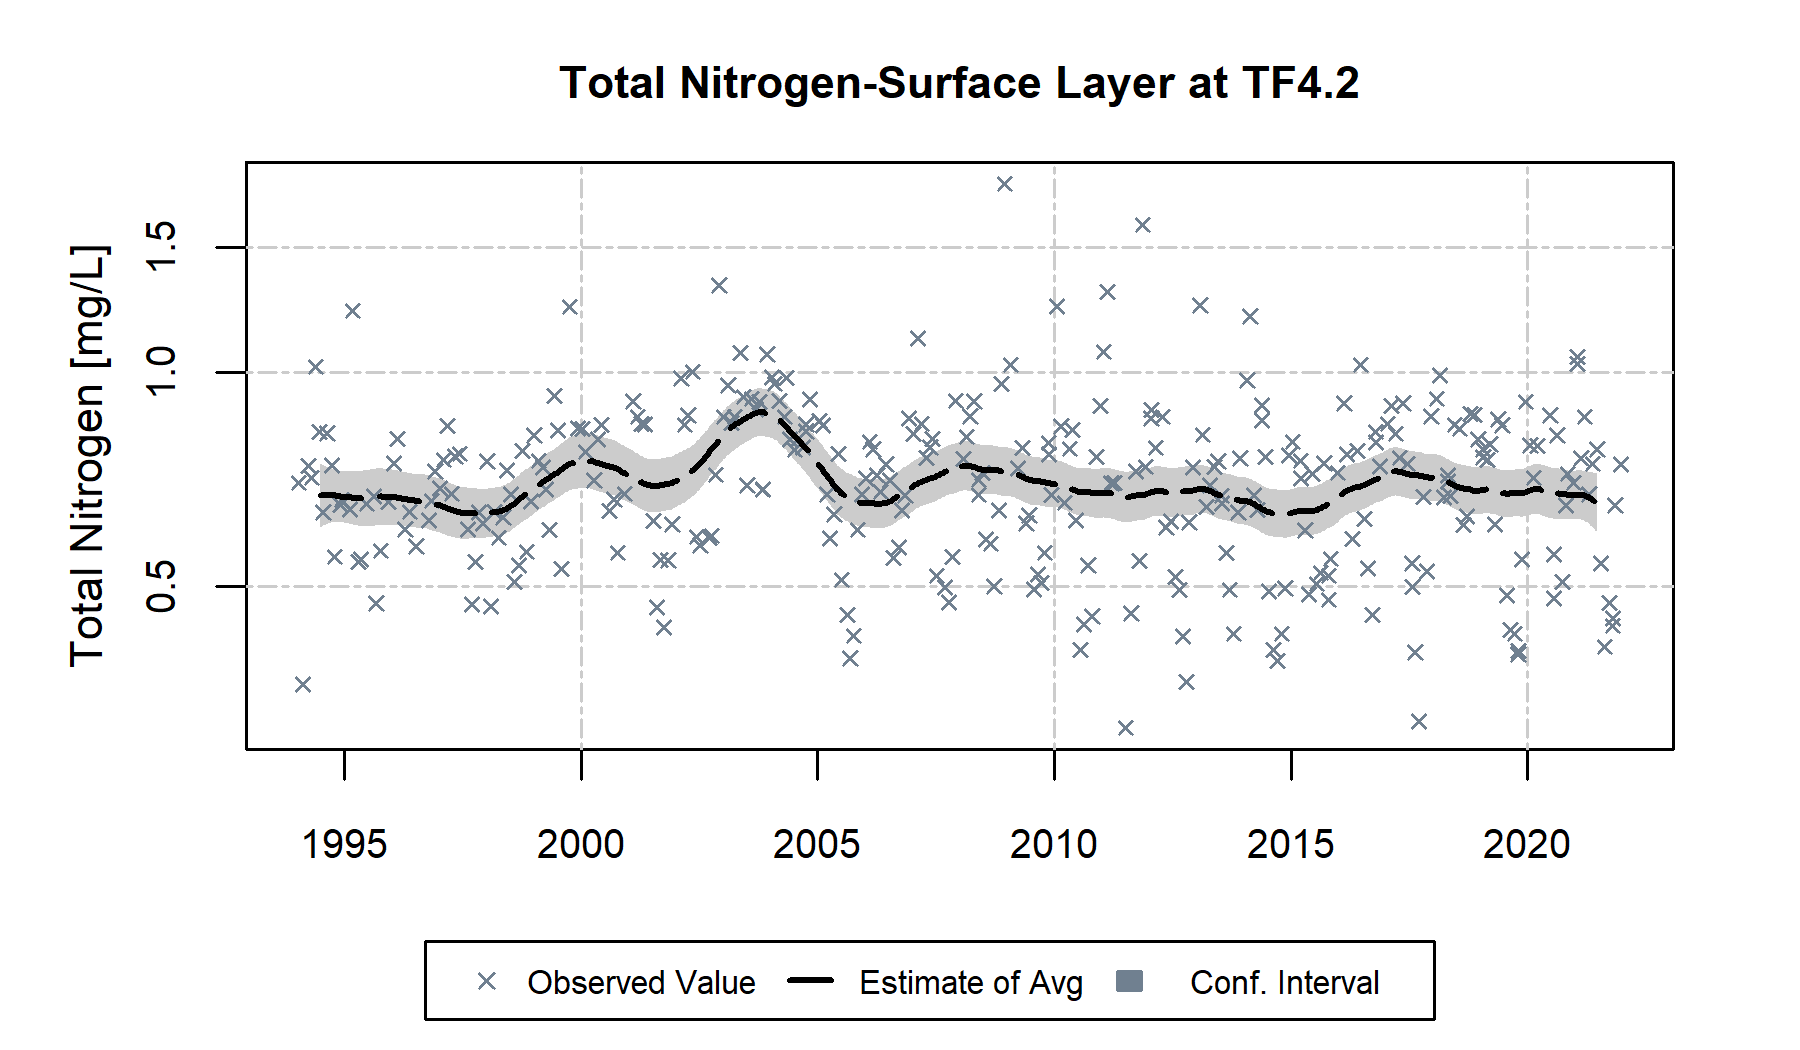 Total Nitrogen-Surface Layer at TF4.2
Total Nitrogen [mg/L]
1.5
1.0
0.5
1995 2000 2005 2010 2015 2020
Observed Value Estimate of Avg Conf. Interval